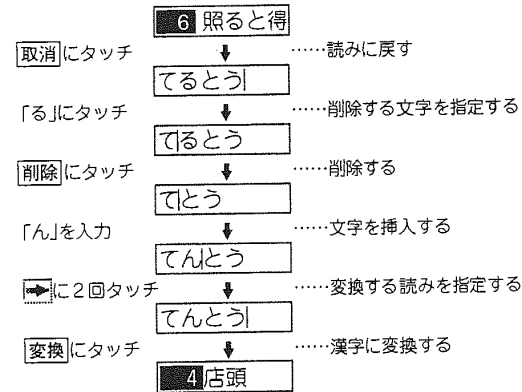 6 照ると得
取消にタッチ ……読みに戻す
てるとう
「る」にタッチ ……削除する文字を指定する
てるとう
削除にタッチ ……削除する
てとう
「ん」を入力 ……文字を挿入する
てんとう
➡に2回タッチ ……変換する読みを指定する
てんとう
変換にタッチ ……漢字に変換する
4 店頭